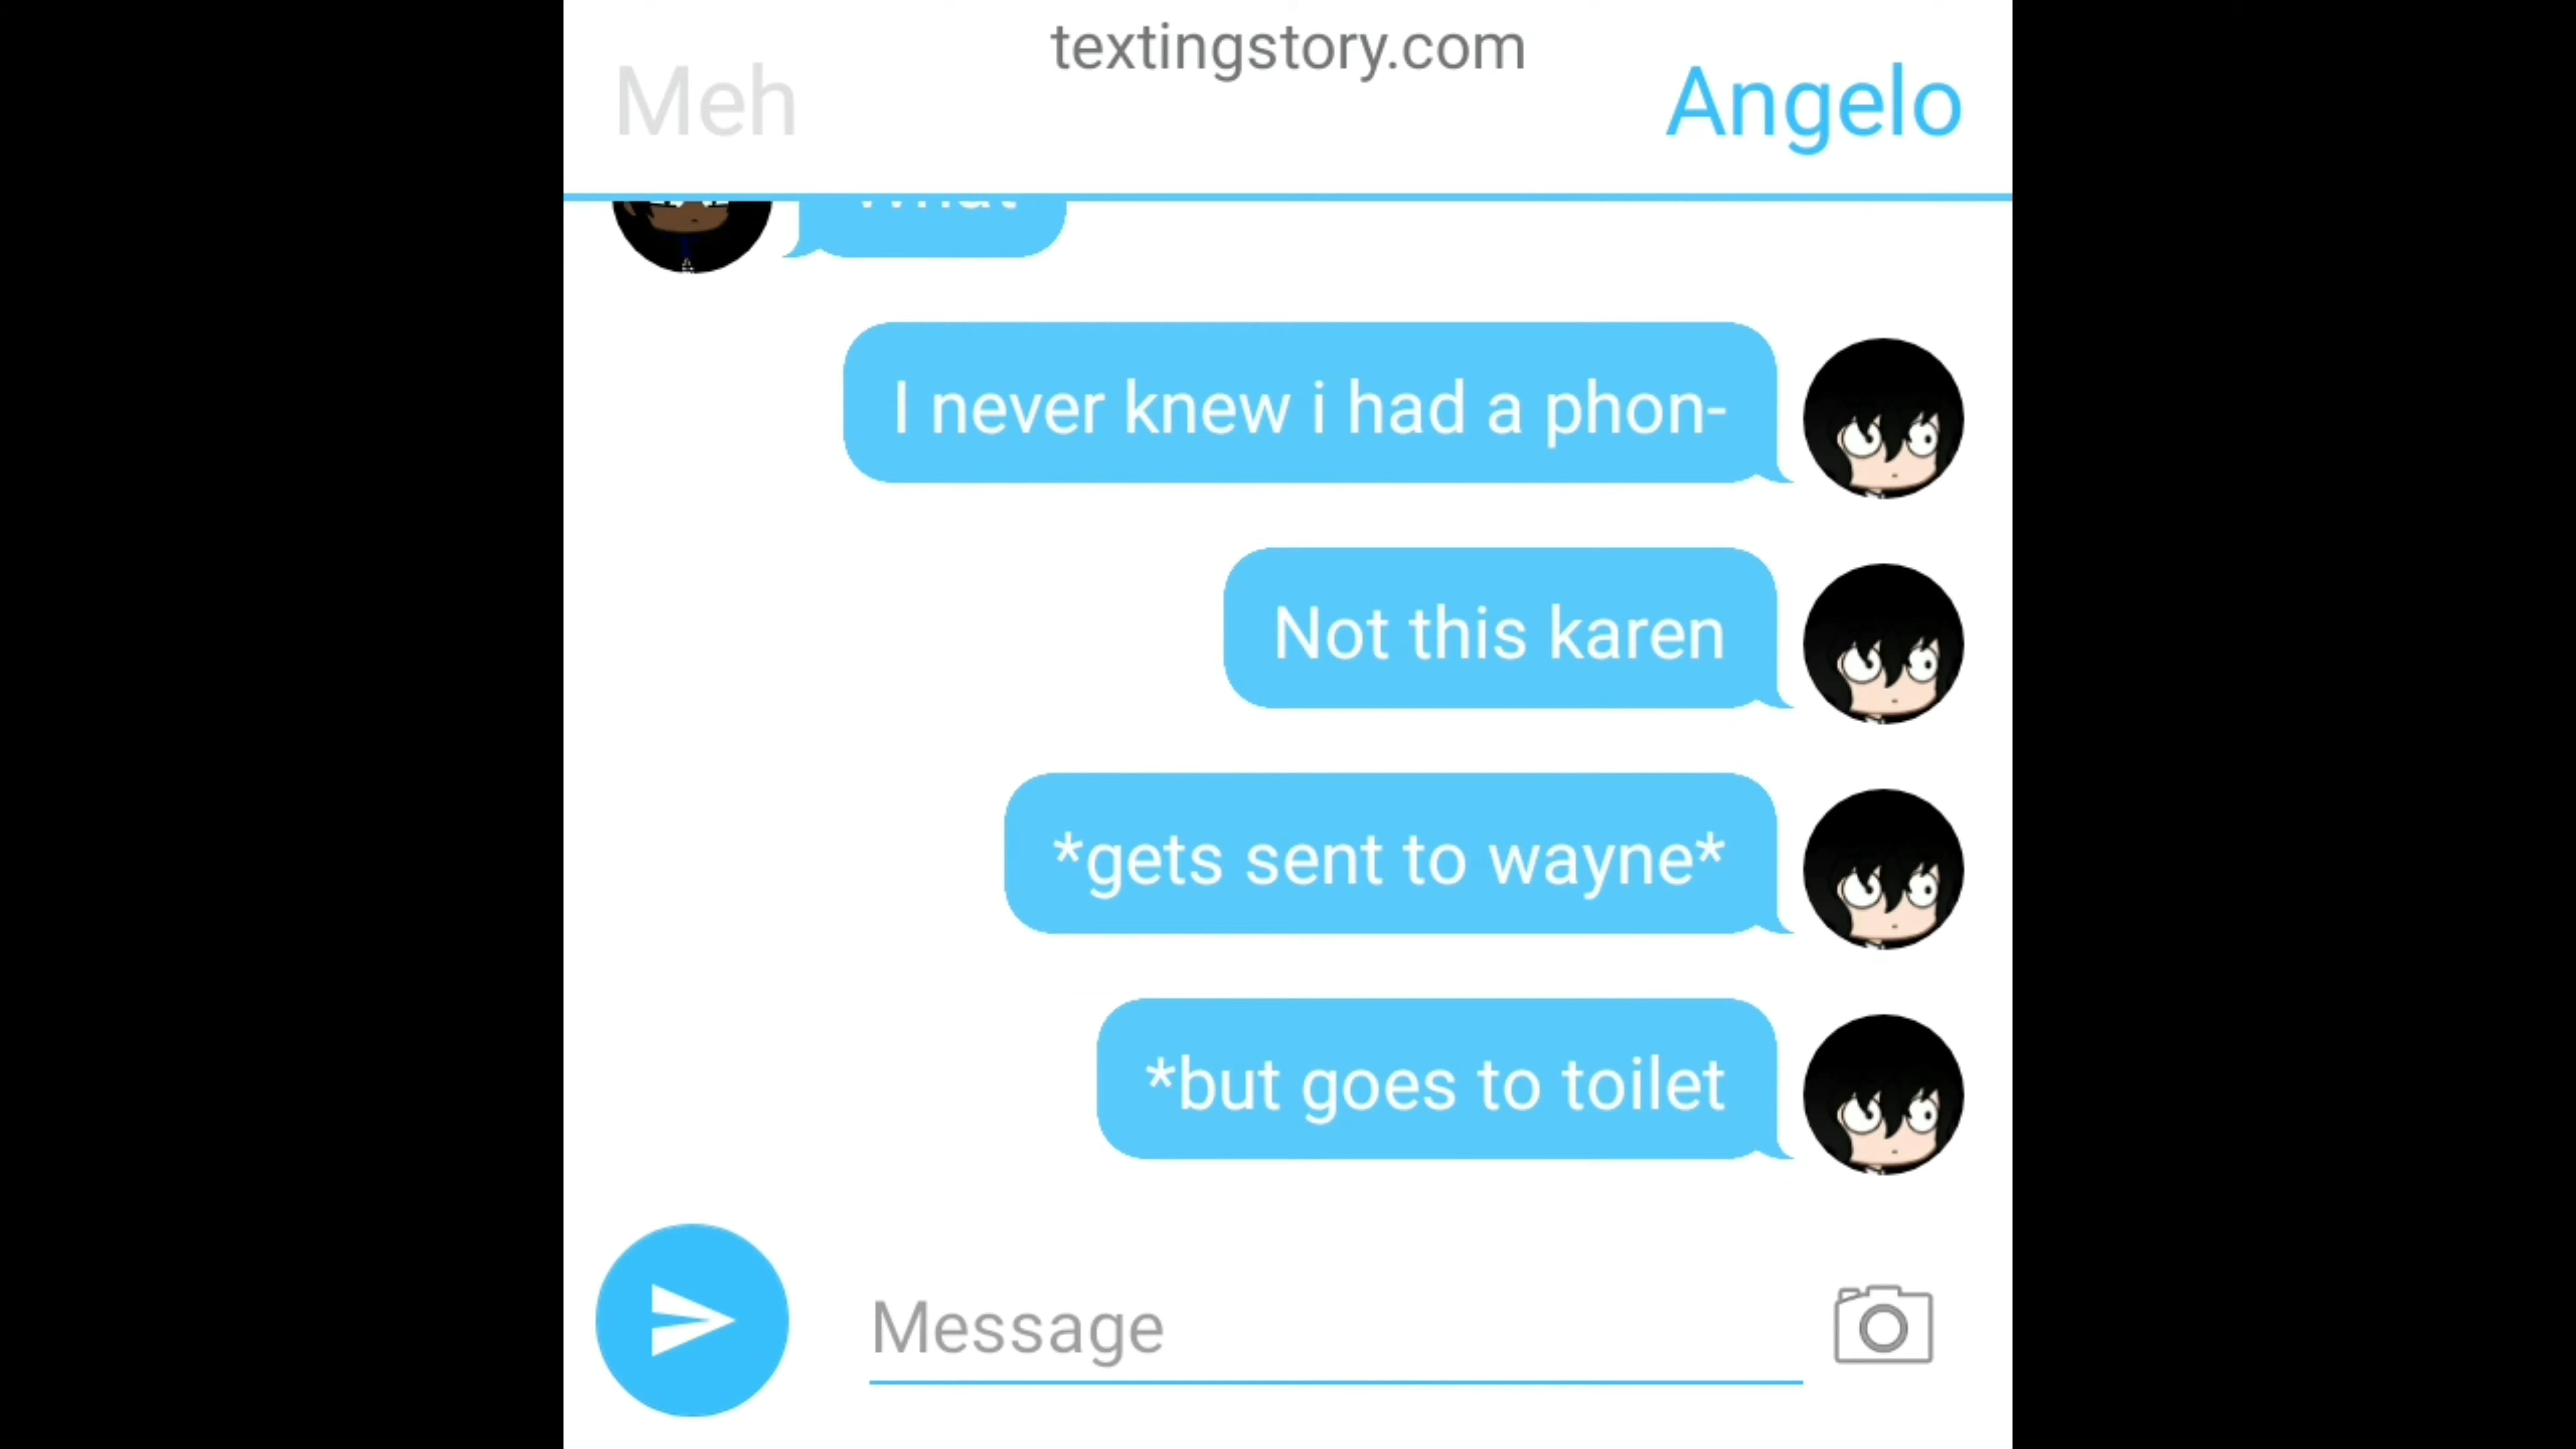 textingstory.com
Meh
Angelo
I never knew i had a phon-
Not this karen
*gets sent to wayne*
*but goes to toilet
Message